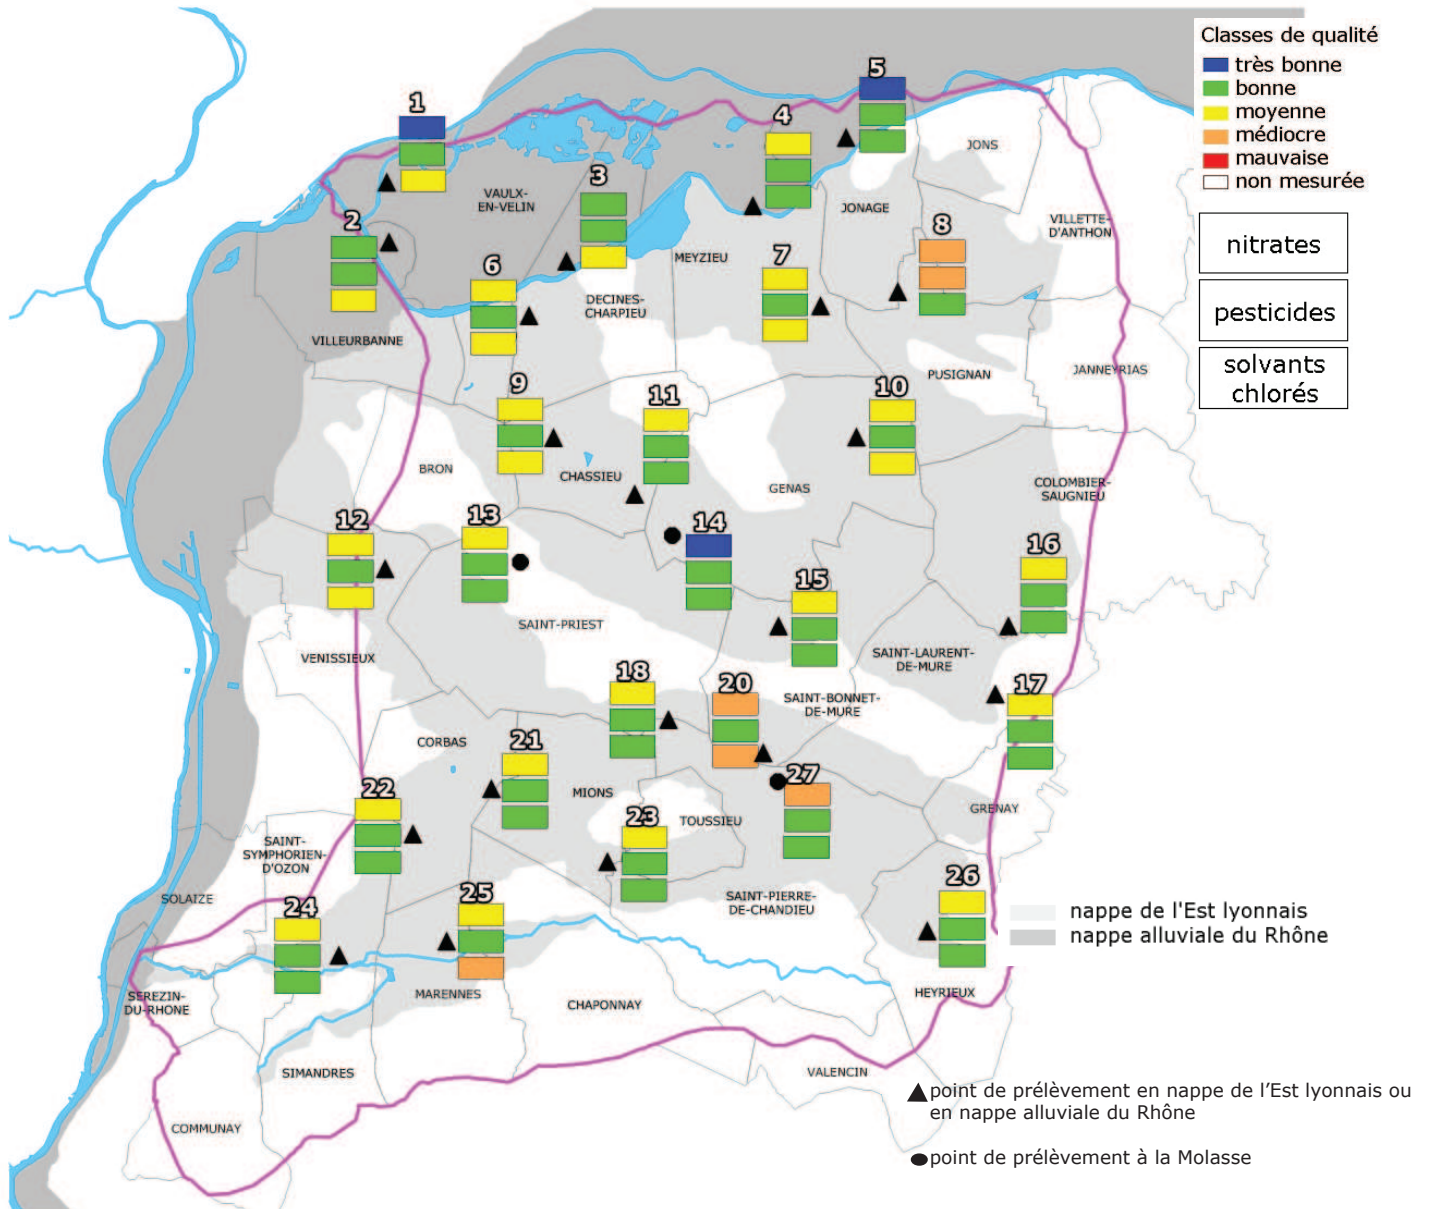 Classes de qualité
très bonne
bonne
moyenne
médiocre
mauvaise
non mesurée
nitrates
pesticides
solvants
chlorés
5
1
4
JONS
3
VAULX-
EN-VELIN
JONAGE
2
8
VILLETTE-
D'ANTHON
6
MEYZIEU
7
DECINES-
CHARPIEU
VILLEURBANNE
PUSIGNAN
JANNEYRIAS
9
11
10
BRON
CHASSIEU
GENAS
COLOMBIER-
SAUGNIEU
12
13
14
16
15
SAINT-PRIEST
VENISSIEUX
SAINT-LAURENT-
DE-MURE
18
20
17
SAINT-BONNET-
DE-MURE
CORBAS
21
27
22
MIONS
GRENAY
23
TOUSSIEU
SAINT-
SYMPHORIEN-
D'OZON
26
SOLAIZE
25
24
SAINT-PIERRE-
DE-CHANDIEU
nappe de l'Est lyonnais
nappe alluviale du Rhône
SEREZIN-
DU-RHONE
MARENNES
CHAPONNAY
HEYRIEUX
SIMANDRES
VALENCIN
COMMUNAY
point de prélèvement en nappe de l’Est lyonnais ou
en nappe alluviale du Rhône
point de prélèvement à la Molasse